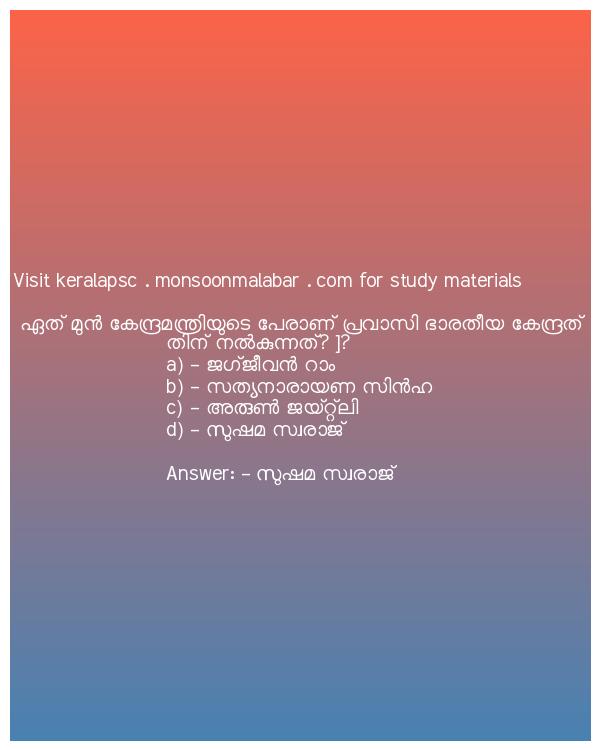 Visit keralapsc . monsoonmalabar . com for study materials
ഏത് മുൻ കേന്ദ്രമന്ത്രിയുടെ പേരാണ് പ്രവാസി ഭാരതീയ കേന്ദ്രത്
തിന് നൽകുന്നത്? ]?
a) – ജഗ്ജീവൻ റാം
b) – സത്യനാരായണ സിൻഹ
c) – അരുൺ ജയ്റ്റ്ലി
d) – സുഷമ സ്വരാജ്
Answer: – സുഷമ സ്വരാജ്